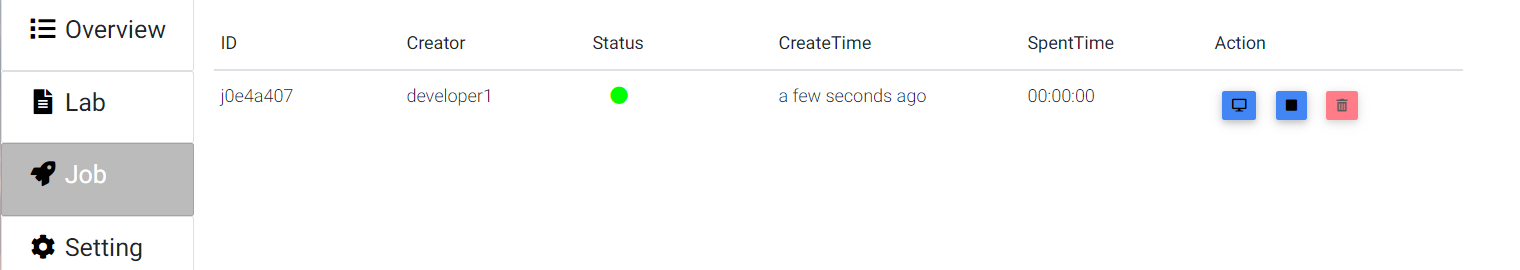 Overview
Lab
Job
Setting
ID Creator Status CreateTime SpentTime Action
j0e4a407 developer1 a few seconds ago 00:00:00